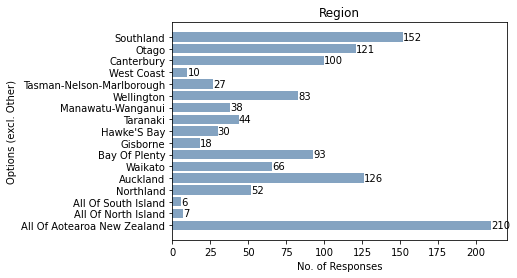 Region
Options (excl. Other)
Southland 152
Otago 121
Canterbury 100
West Coast 10
Tasman-Nelson-Marlborough 27
Wellington 83
Manawatu-Wanganui 38
Taranaki 44
Hawke'S Bay 30
Gisborne 18
Bay Of Plenty 93
Waikato 66
Auckland 126
Northland 52
All Of South Island 6
All Of North Island 7
All Of Aotearoa New Zealand 210
0 25 50 75 100 125 150 175 200
No. of Responses